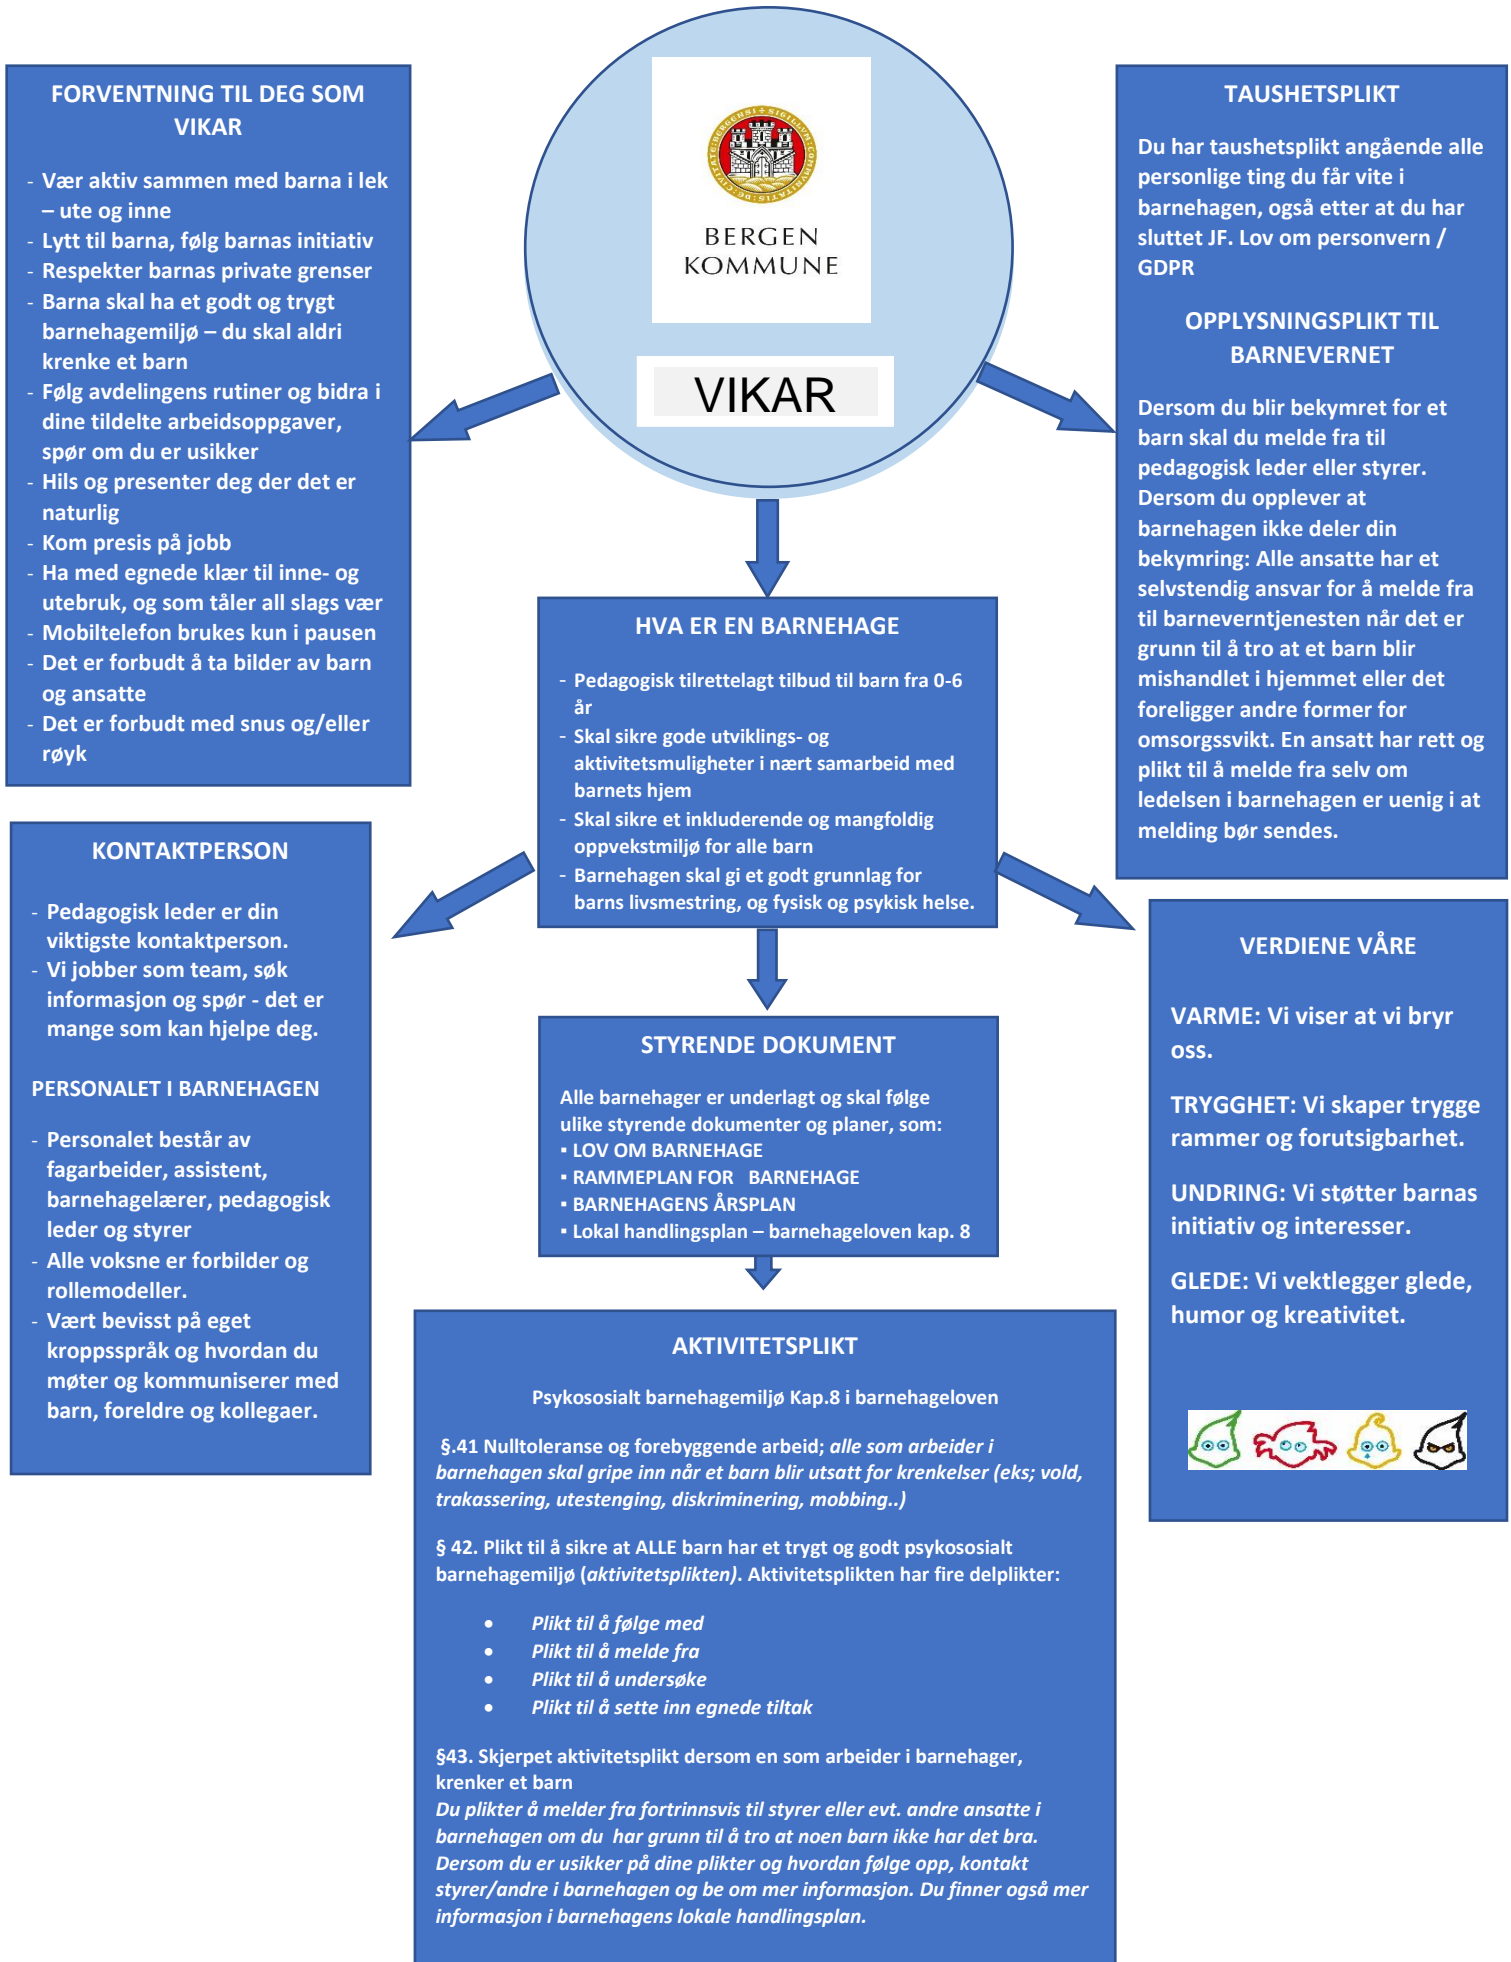 BERGEN
KOMMUNE
VIKAR
FORVENTNING TIL DEG SOM
VIKAR
- Vær aktiv sammen med barna i lek
– ute og inne
- Lytt til barna, følg barnas initiativ
- Respekter barnas private grenser
- Barna skal ha et godt og trygt
barnehagemiljø – du skal aldri
krenke et barn
- Følg avdelingens rutiner og bidra i
dine tildelte arbeidsoppgaver,
spør om du er usikker
- Hils og presenter deg der det er
naturlig
- Kom presis på jobb
- Ha med egnede klær til inne- og
utebruk, og som tåler all slags vær
- Mobiltelefon brukes kun i pausen
- Det er forbudt å ta bilder av barn
og ansatte
- Det er forbudt med snus og/eller
røyk
TAUSHETSPLIKT
Du har taushetsplikt angående alle
personlige ting du får vite i
barnehagen, også etter at du har
sluttet JF. Lov om personvern /
GDPR
OPPLYSNINGSPLIKT TIL
BARNEVERNET
Dersom du blir bekymret for et
barn skal du melde fra til
pedagogisk leder eller styrer.
Dersom du opplever at
barnehagen ikke deler din
bekymring: Alle ansatte har et
selvstendig ansvar for å melde fra
til barneverntjenesten når det er
grunn til å tro at et barn blir
mishandlet i hjemmet eller det
foreligger andre former for
omsorgssvikt. En ansatt har rett og
plikt til å melde fra selv om
ledelsen i barnehagen er uenig i at
melding bør sendes.
HVA ER EN BARNEHAGE
- Pedagogisk tilrettelagt tilbud til barn fra 0-6
år
- Skal sikre gode utviklings- og
aktivitetsmuligheter i nært samarbeid med
barnets hjem
- Skal sikre et inkluderende og mangfoldig
oppvekstmiljø for alle barn
- Barnehagen skal gi et godt grunnlag for
barns livsmestring, og fysisk og psykisk helse.
KONTAKTPERSON
- Pedagogisk leder er din
viktigste kontaktperson.
- Vi jobber som team, søk
informasjon og spør - det er
mange som kan hjelpe deg.
PERSONALET I BARNEHAGEN
- Personalet består av
fagarbeider, assistent,
barnehagelærer, pedagogisk
leder og styrer
- Alle voksne er forbilder og
rollemodeller.
- Vært bevisst på eget
kroppsspråk og hvordan du
møter og kommuniserer med
barn, foreldre og kollegaer.
VERDIENE VÅRE
VARME: Vi viser at vi bryr
oss.
TRYGGHET: Vi skaper trygge
rammer og forutsigbarhet.
UNDRING: Vi støtter barnas
initiativ og interesser.
GLEDE: Vi vektlegger glede,
humor og kreativitet.
STYRENDE DOKUMENT
Alle barnehager er underlagt og skal følge
ulike styrende dokumenter og planer, som:
▪ LOV OM BARNEHAGE
▪ RAMMEPLAN FOR BARNEHAGE
▪ BARNEHAGENS ÅRSPLAN
▪ Lokal handlingsplan – barnehageloven kap. 8
AKTIVITETSPLIKT
Psykososialt barnehagemiljø Kap.8 i barnehageloven
§.41 Nulltoleranse og forebyggende arbeid; alle som arbeider i
barnehagen skal gripe inn når et barn blir utsatt for krenkelser (eks; vold,
trakassering, utestenging, diskriminering, mobbing..)
§ 42. Plikt til å sikre at ALLE barn har et trygt og godt psykososialt
barnehagemiljø (aktivitetsplikten). Aktivitetsplikten har fire delplikter:
• Plikt til å følge med
• Plikt til å melde fra
• Plikt til å undersøke
• Plikt til å sette inn egnede tiltak
§43. Skjerpet aktivitetsplikt dersom en som arbeider i barnehager,
krenker et barn
Du plikter å melder fra fortrinnsvis til styrer eller evt. andre ansatte i
barnehagen om du har grunn til å tro at noen barn ikke har det bra.
Dersom du er usikker på dine plikter og hvordan følge opp, kontakt
styrer/andre i barnehagen og be om mer informasjon. Du finner også mer
informasjon i barnehagens lokale handlingsplan.